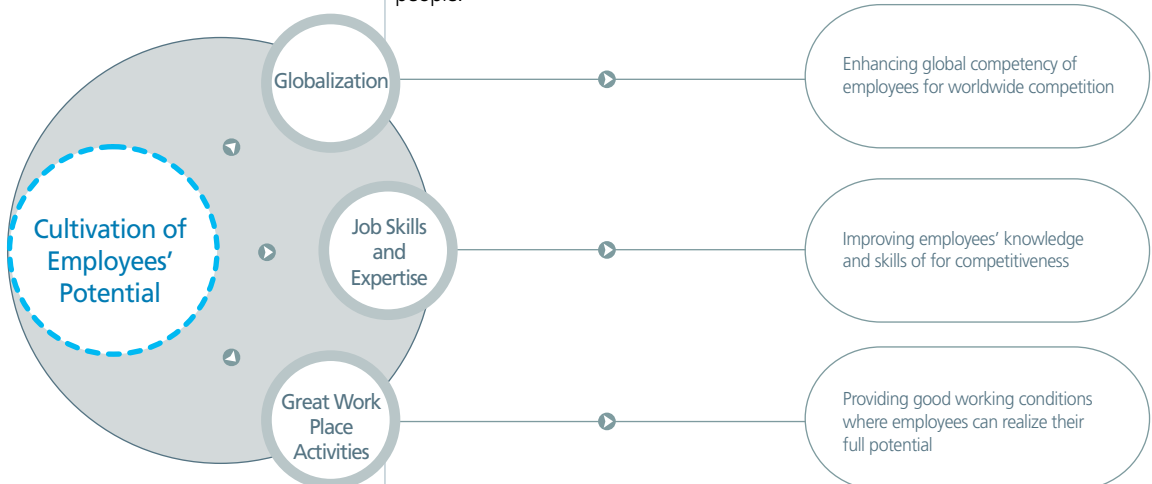 people.
Globalization
Enhancing global competency of
employees for worldwide competition
Cultivation of
Employees’
Potential
Job Skills
and
Expertise
Improving employees’ knowledge
and skills of for competitiveness
Great Work
Place
Activities
Providing good working conditions
where employees can realize their
full potential